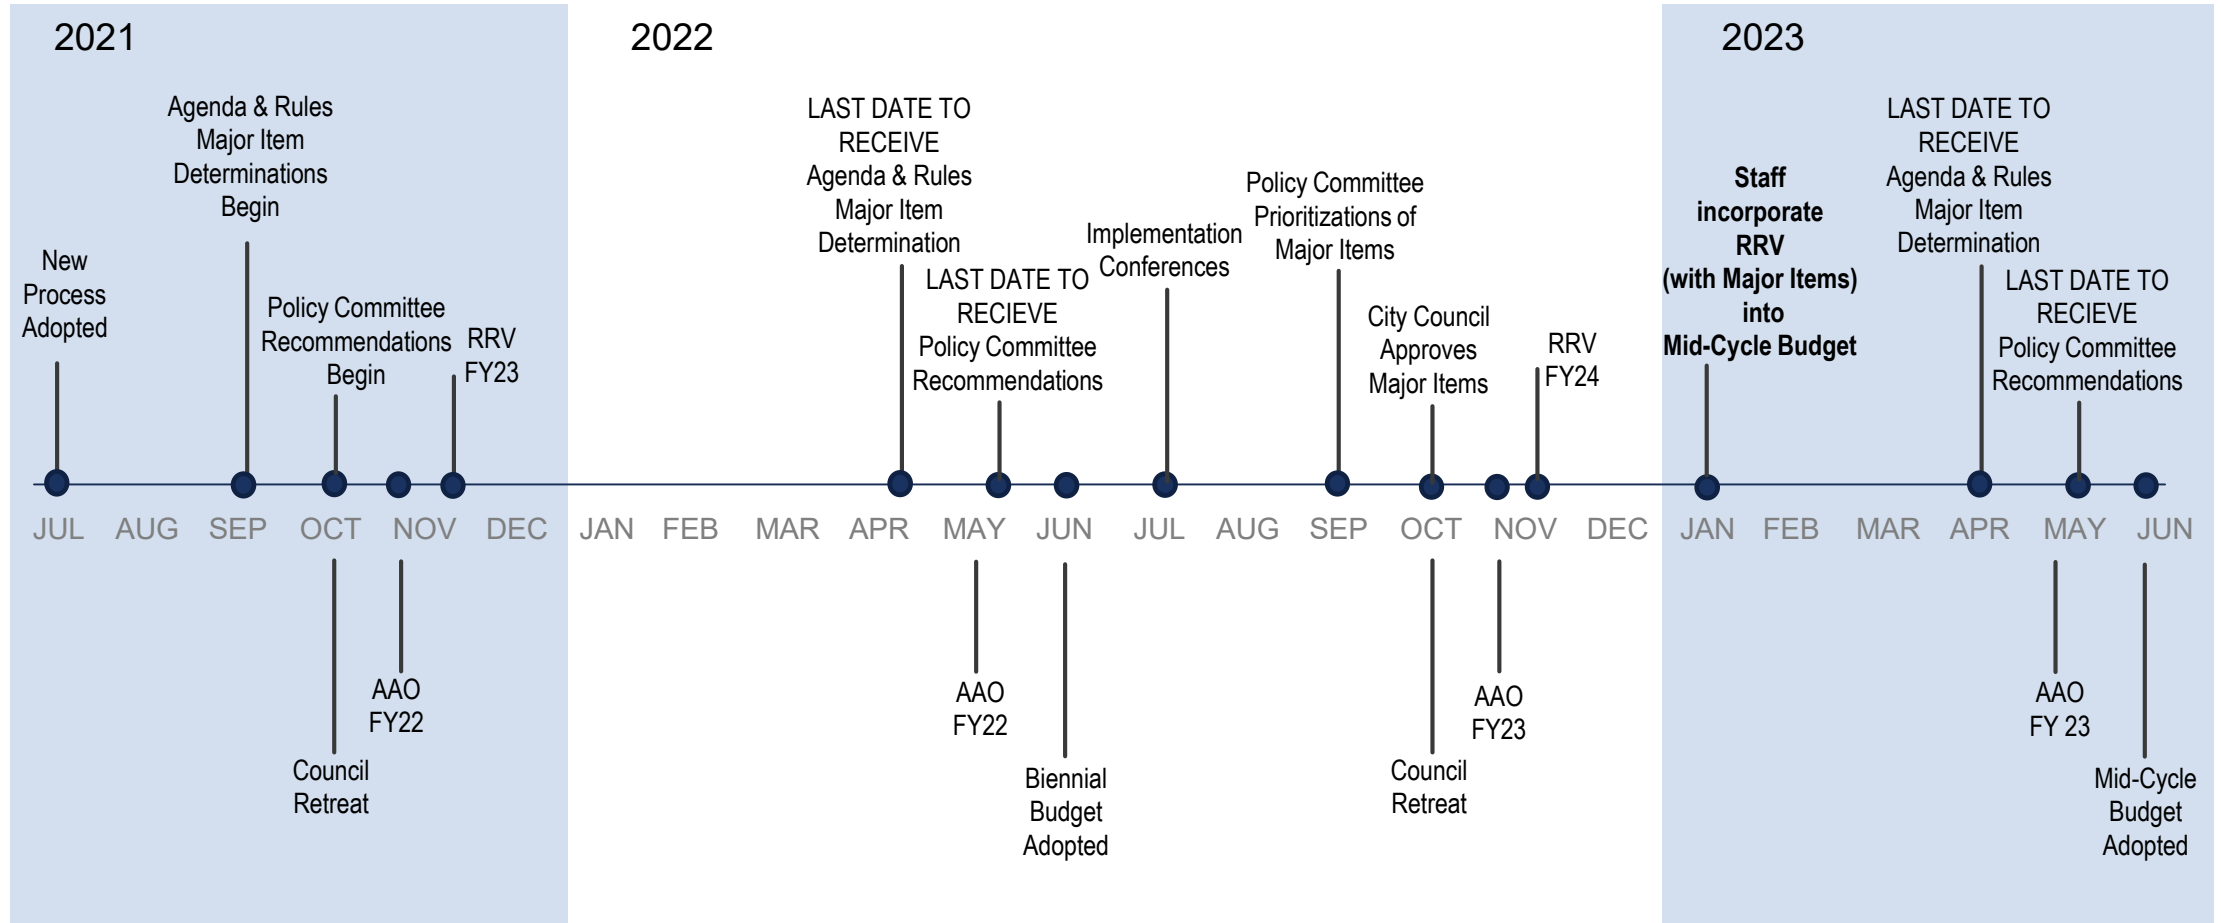 2021
2022
2023
New
Process
Adopted
Agenda & Rules
Major Item
Determinations
Begin
Policy Committee
Recommendations
Begin
RRV
FY23
LAST DATE TO
RECEIVE
Agenda & Rules
Major Item
Determination
LAST DATE TO
RECIEVE
Policy Committee
Recommendations
Implementation
Conferences
Policy Committee
Prioritizations of
Major Items
City Council
Approves
Major Items
RRV
FY24
Staff
incorporate
RRV
(with Major Items)
into
Mid-Cycle Budget
LAST DATE TO
RECEIVE
Agenda & Rules
Major Item
Determination
LAST DATE TO
RECIEVE
Policy Committee
Recommendations
JUL AUG SEP OCT NOV DEC JAN FEB MAR APR MAY JUN JUL AUG SEP OCT NOV DEC JAN FEB MAR APR MAY JUN
Council
Retreat
AAO
FY22
AAO
FY22
Biennial
Budget
Adopted
Council
Retreat
AAO
FY23
AAO
FY 23
Mid-Cycle
Budget
Adopted